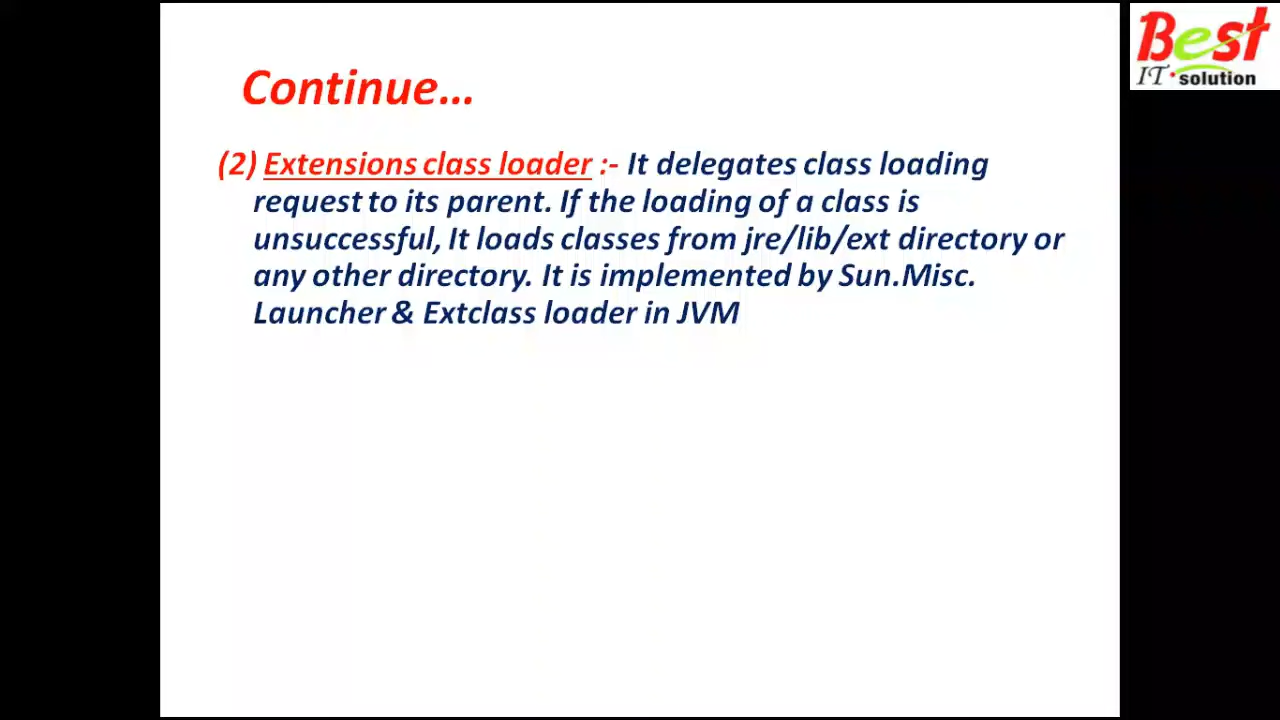 Best
IT solution
Continue...
(2) Extensions class loader :- It delegates class loading
request to its parent. If the loading of a class is
unsuccessful, It loads classes from jre/lib/ext directory or
any other directory. It is implemented by Sun.Misc.
Launcher & Extclass loader in JVM